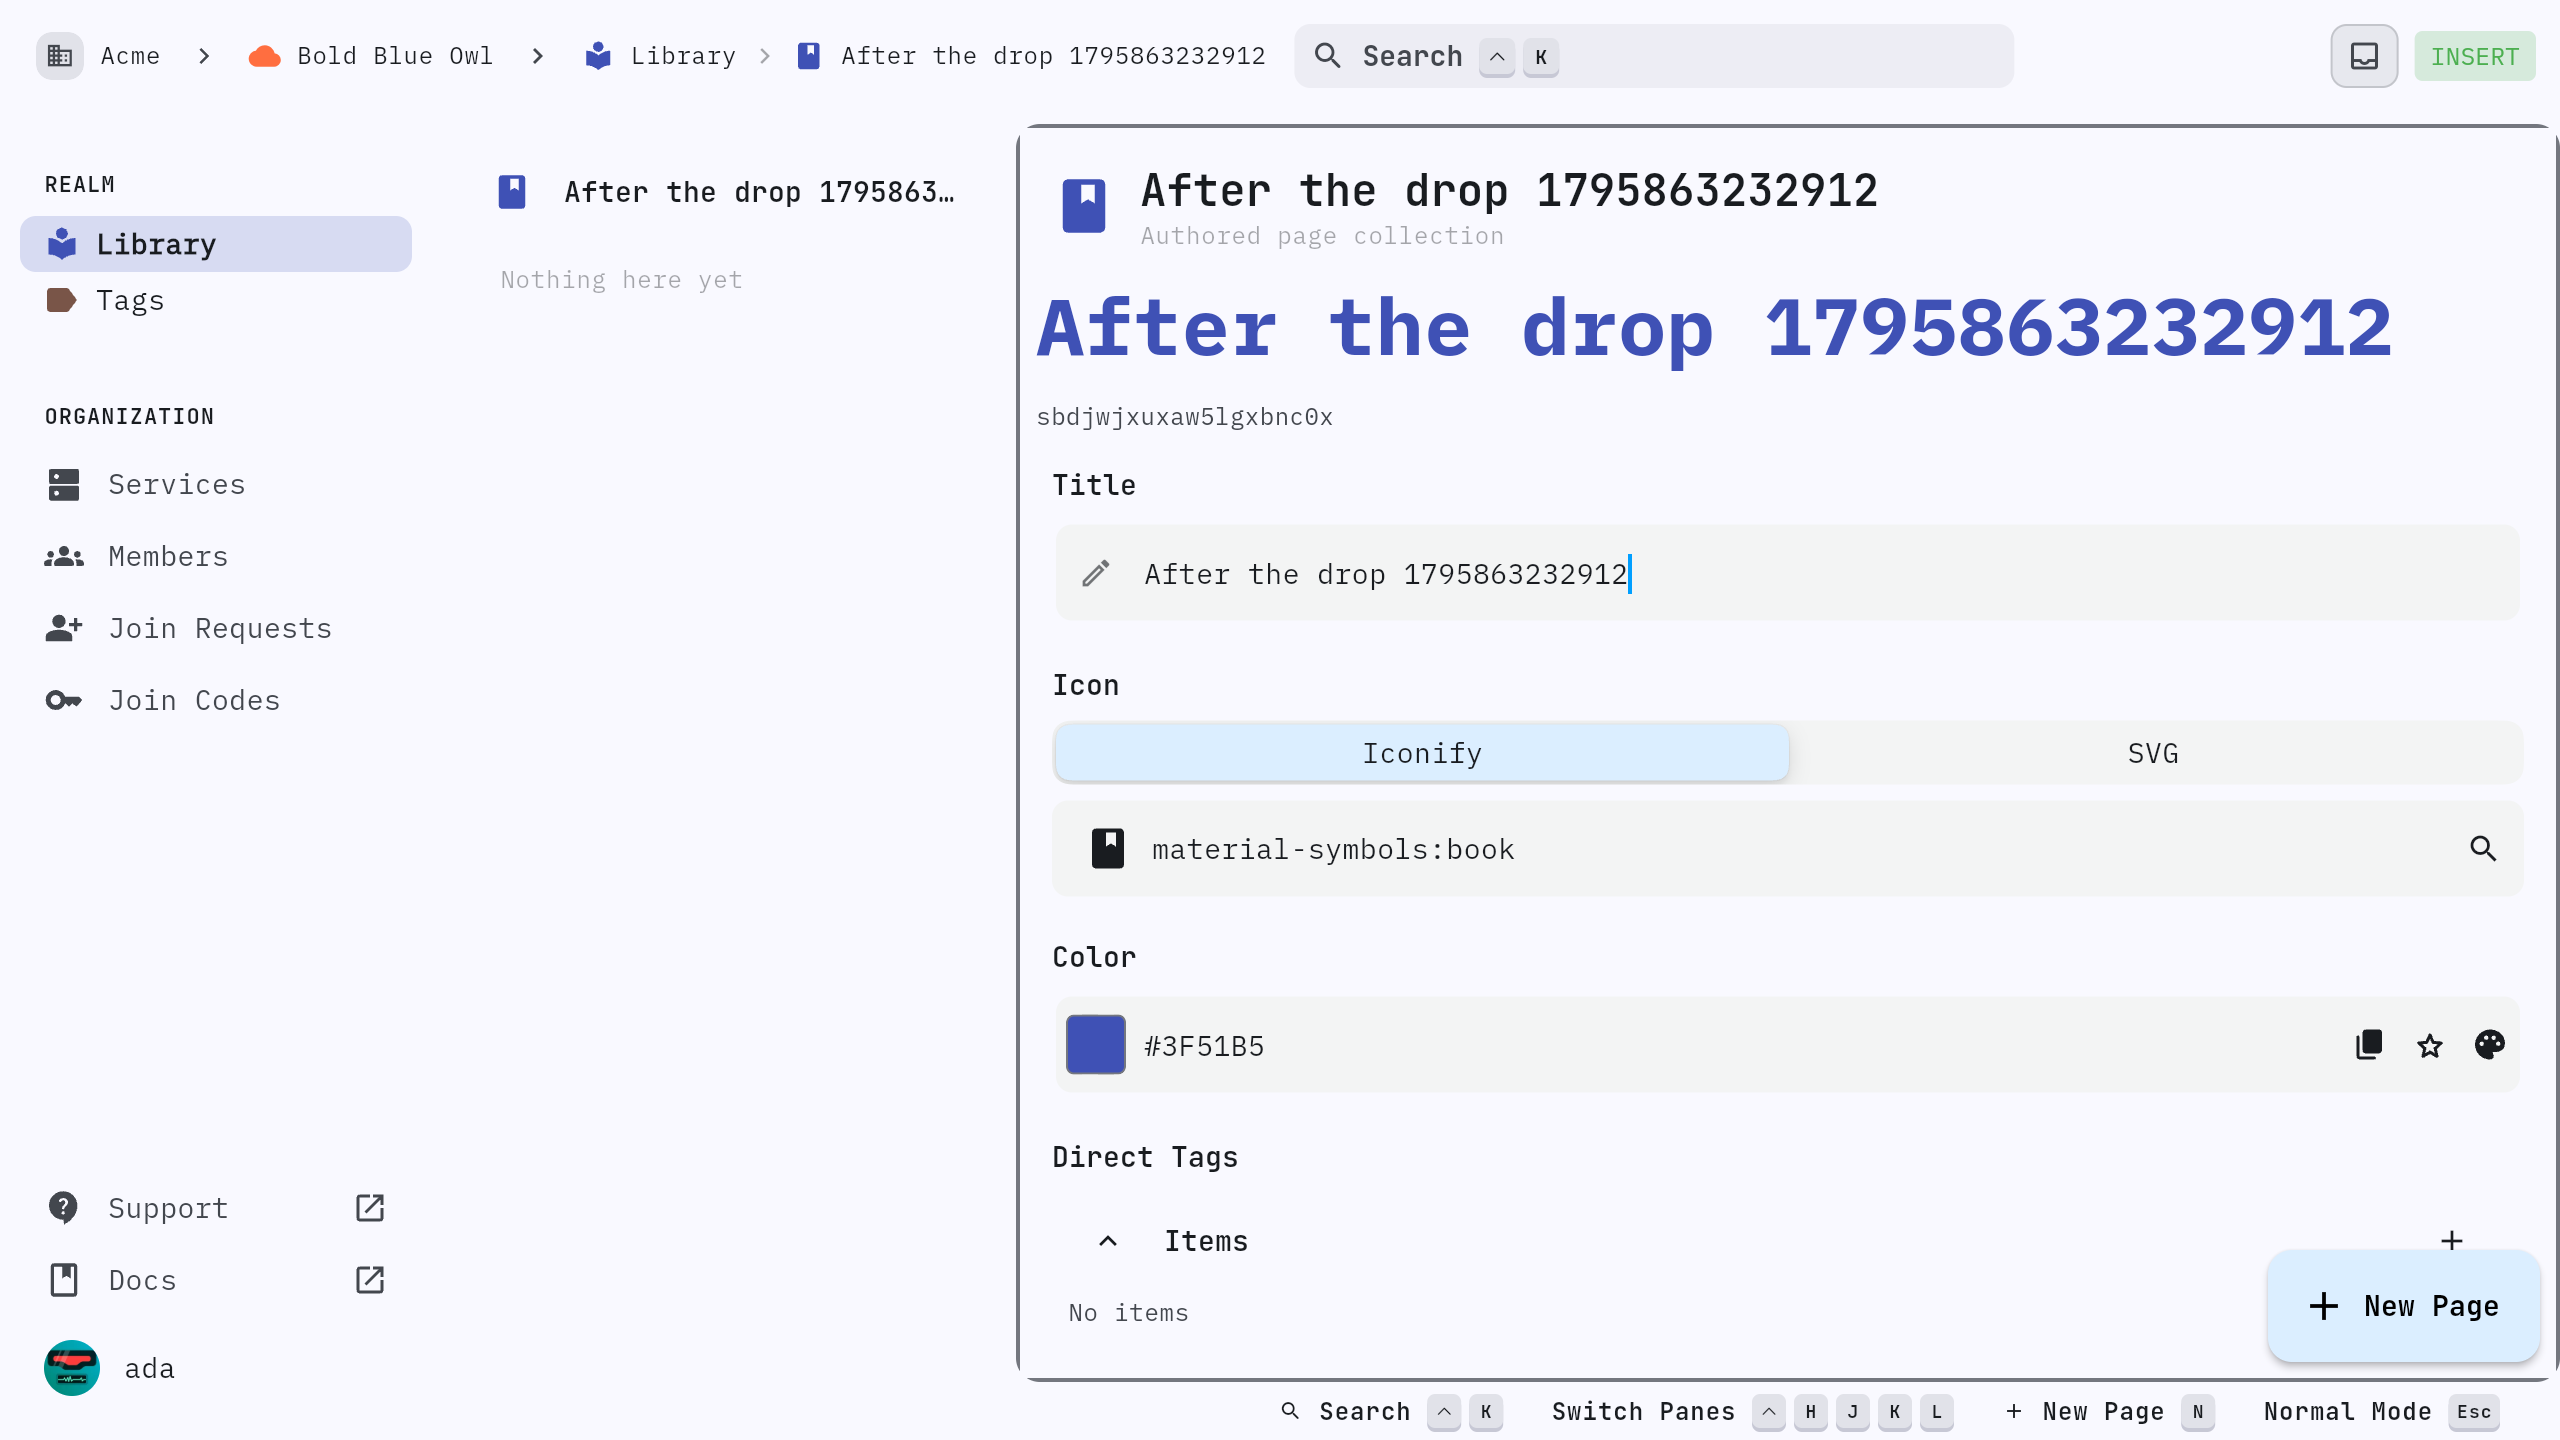 Acme
Bold Blue Owl
Library
After the drop 1795863232912
Search ^ K
INSERT
REALM
Library
Tags
ORGANIZATION
Services
Members
Join Requests
Join Codes
Support
Docs
ada
After the drop 1795863…
Nothing here yet
After the drop 1795863232912
Authored page collection
After the drop 1795863232912
sbdjwjxuxaw5lgxbnc0x
Title
After the drop 1795863232912
Icon
Iconify
SVG
material-symbols:book
Color
#3F51B5
Direct Tags
Items
No items
New Page
Search ^ K
Switch Panes ^ H J K L
New Page N
Normal Mode Esc